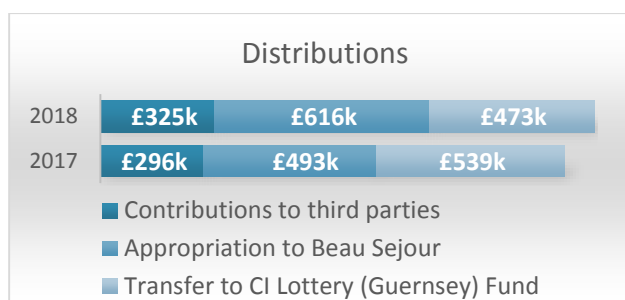 Distributions
2018 £325k £616k £473k
2017 £296k £493k £539k
Contributions to third parties
Appropriation to Beau Sejour
Transfer to CI Lottery (Guernsey) Fund